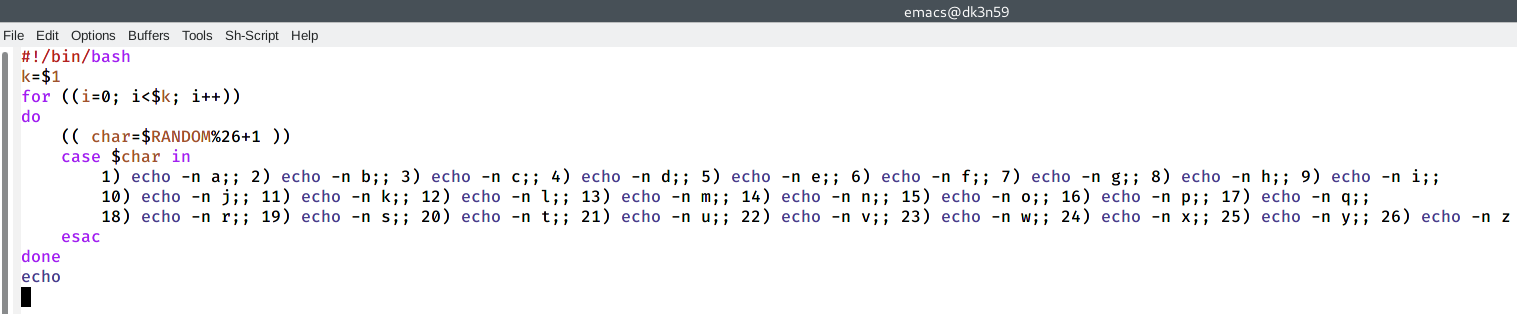 emacs@dk3n59
File Edit Options Buffers Tools Sh-Script Help
#!/bin/bash
k=$1
for ((i=0; i<$k; i++))
do
    (( char=$RANDOM%26+1 ))
    case $char in
        1) echo -n a;; 2) echo -n b;; 3) echo -n c;; 4) echo -n d;; 5) echo -n e;; 6) echo -n f;; 7) echo -n g;; 8) echo -n h;; 9) echo -n i;;
        10) echo -n j;; 11) echo -n k;; 12) echo -n l;; 13) echo -n m;; 14) echo -n n;; 15) echo -n o;; 16) echo -n p;; 17) echo -n q;;
        18) echo -n r;; 19) echo -n s;; 20) echo -n t;; 21) echo -n u;; 22) echo -n v;; 23) echo -n w;; 24) echo -n x;; 25) echo -n y;; 26) echo -n z
    esac
done
echo